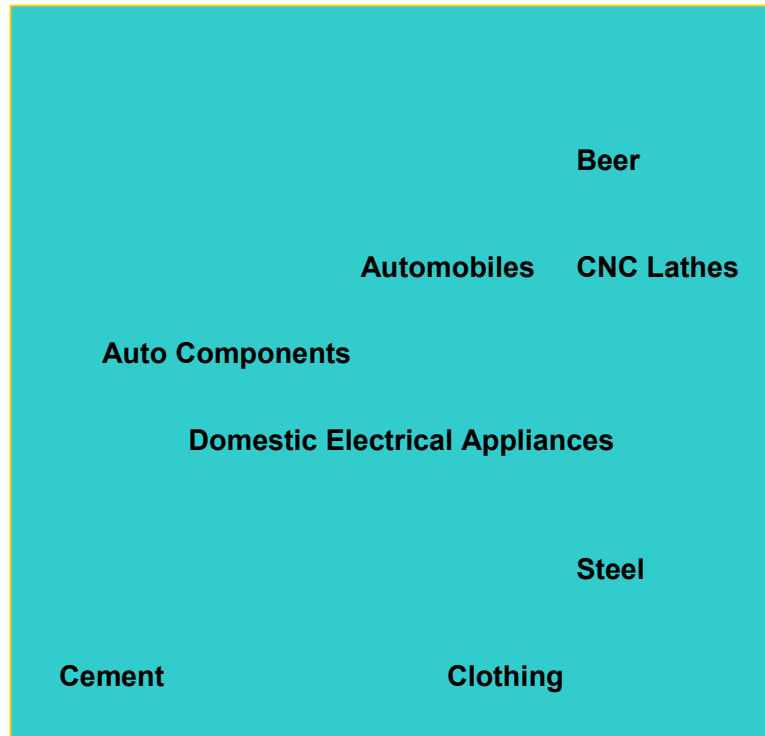 Beer
Automobiles CNC Lathes
Auto Components
Domestic Electrical Appliances
Steel
Cement Clothing